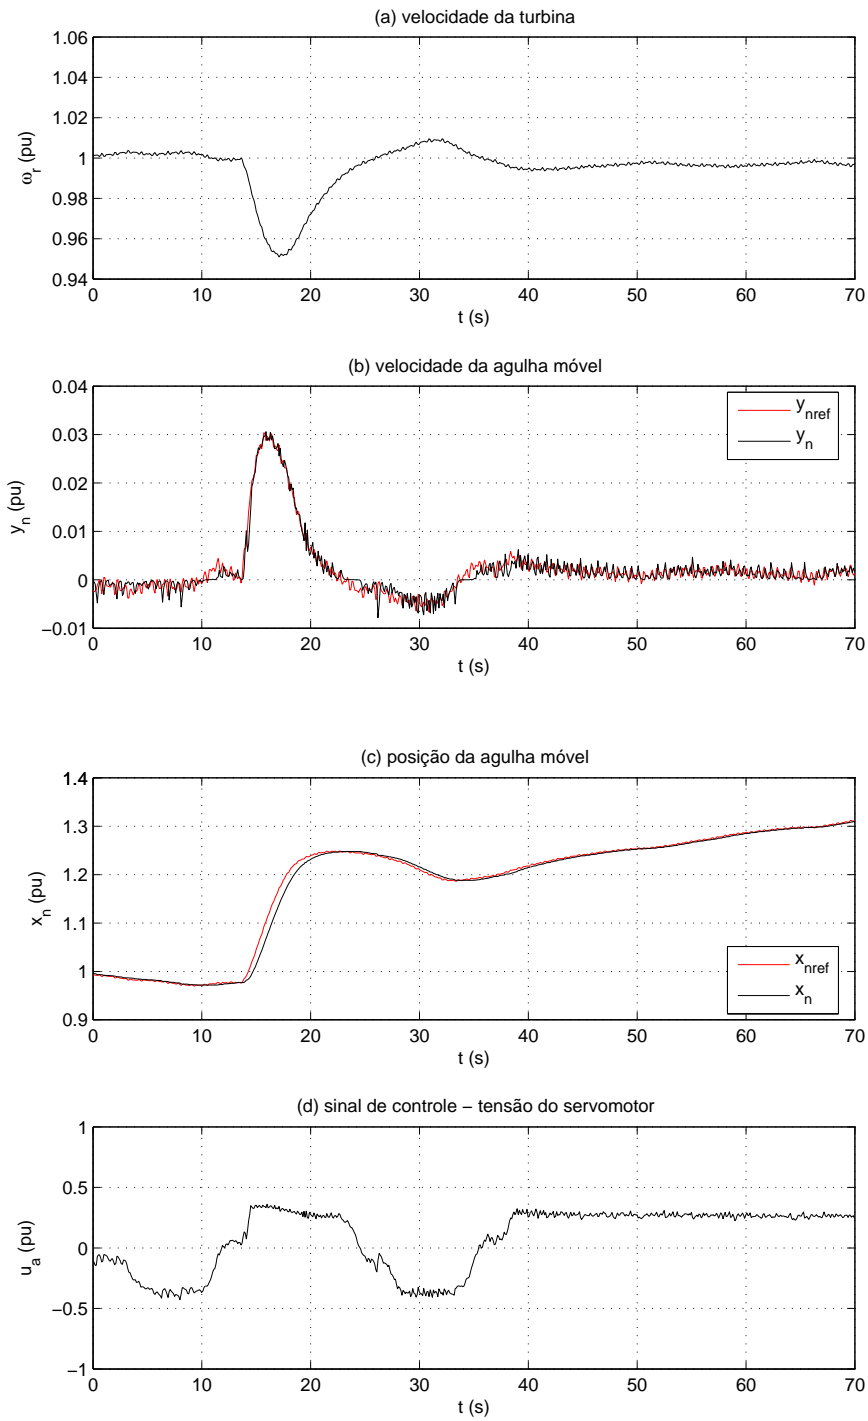 (a) velocidade da turbina
1.06
1.04
1.02
1
0.98
0.96
0.94
ω_r (pu)
0 10 20 30 40 50 60 70
t (s)
(b) velocidade da agulha móvel
0.04
0.03
0.02
0.01
0
−0.01
y_n (pu)
y_nref
y_n
0 10 20 30 40 50 60 70
t (s)
(c) posição da agulha móvel
1.4
1.3
1.2
1.1
1
0.9
x_n (pu)
x_nref
x_n
0 10 20 30 40 50 60 70
t (s)
(d) sinal de controle − tensão do servomotor
1
0.5
0
−0.5
−1
u_a (pu)
0 10 20 30 40 50 60 70
t (s)